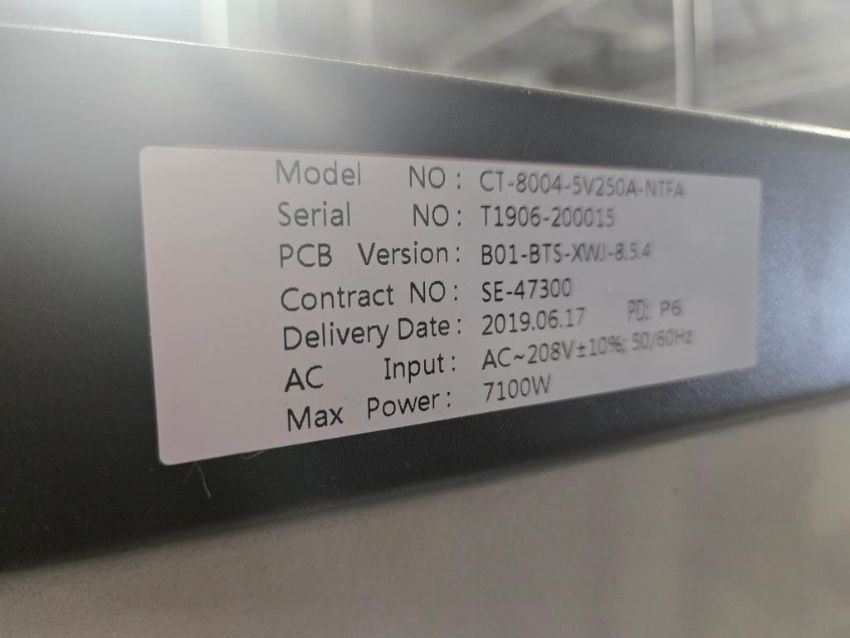 Model NO: CT-8004-5V250A-NTFA
Serial NO: T1906-200015
PCB Version: B01-BTS-XWJ-8.5.4
Contract NO: SE-47300
Delivery Date: 2019.06.17 PD: P6
AC Input: AC~208V±10%; 50/60Hz
Max Power: 7100W